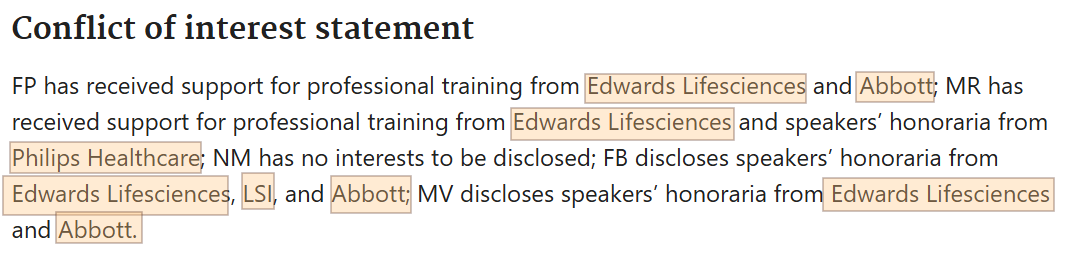 Conflict of interest statement
FP has received support for professional training from Edwards Lifesciences and Abbott; MR has
received support for professional training from Edwards Lifesciences and speakers’ honoraria from
Philips Healthcare; NM has no interests to be disclosed; FB discloses speakers’ honoraria from
Edwards Lifesciences, LSI, and Abbott; MV discloses speakers’ honoraria from Edwards Lifesciences
and Abbott.